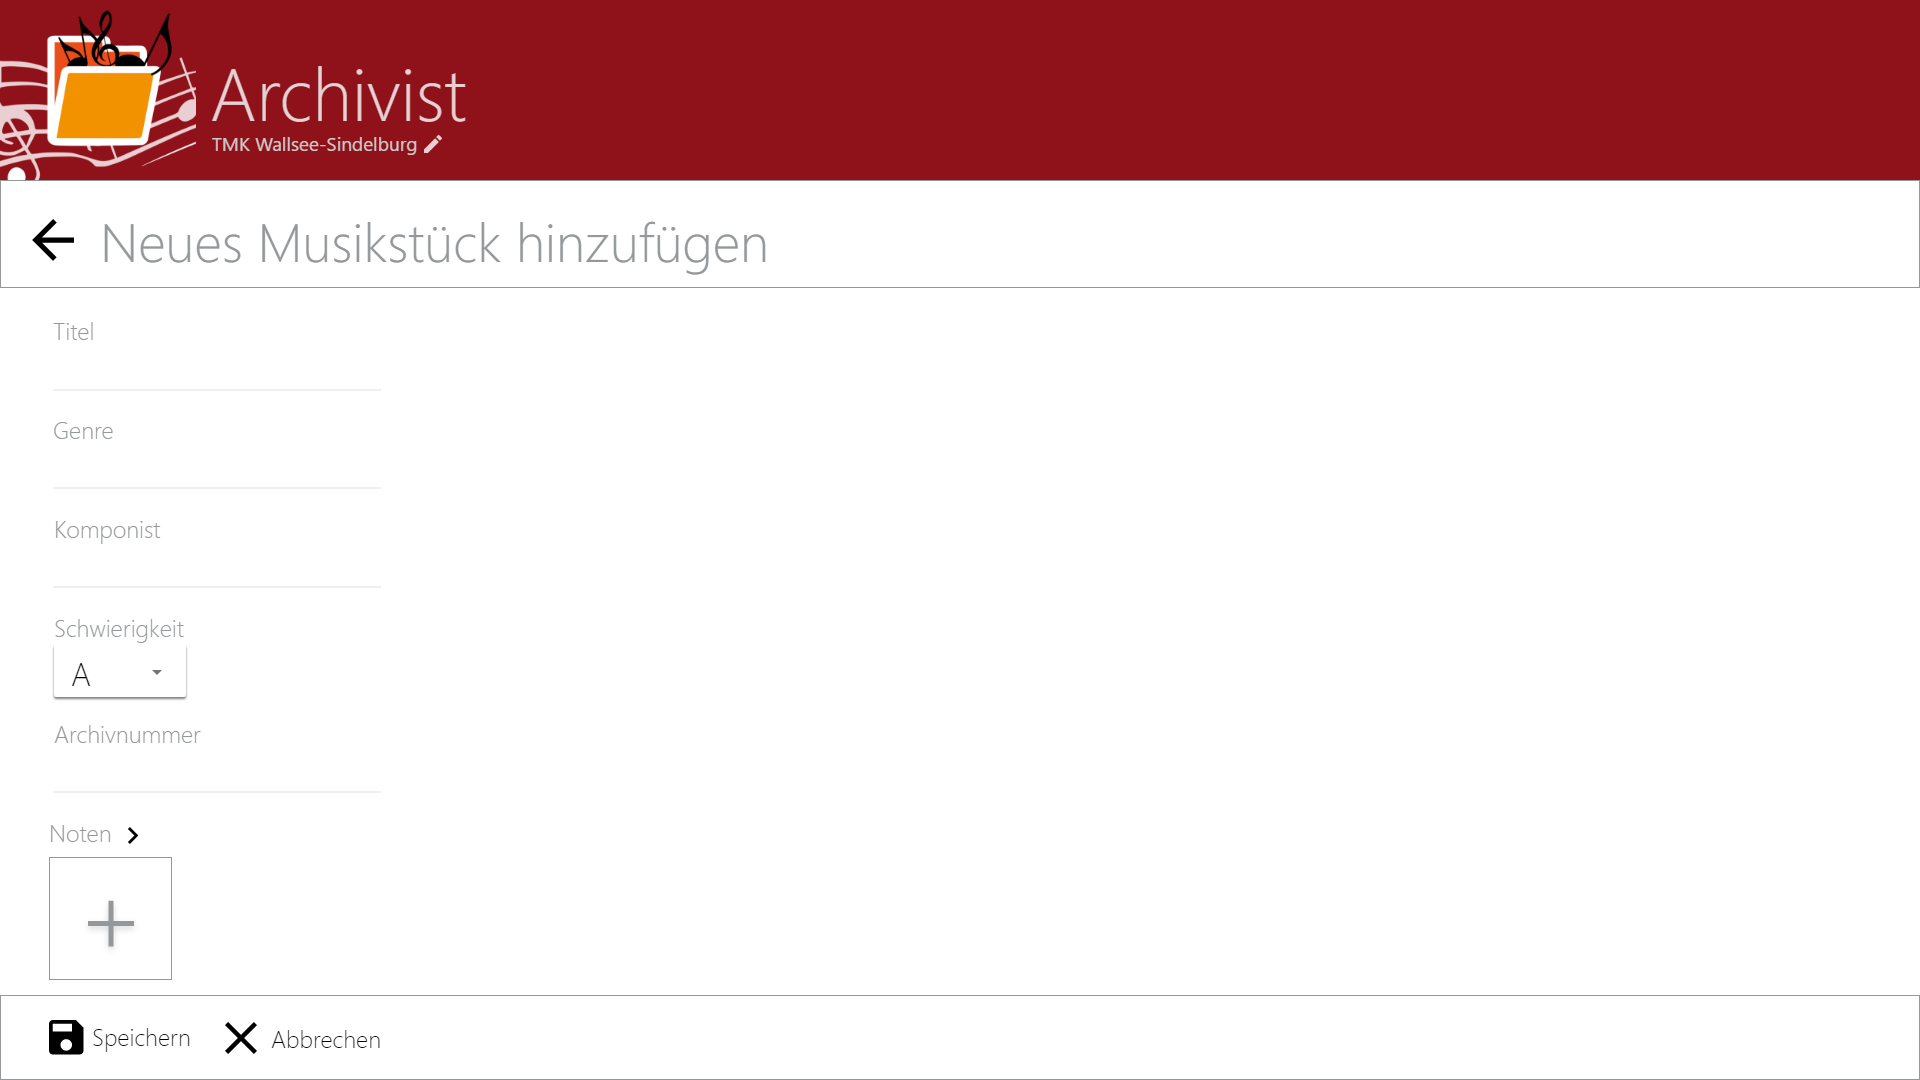 Archivist
TMK Wallsee-Sindelburg
Neues Musikstück hinzufügen
Titel
Genre
Komponist
Schwierigkeit
A
Archivnummer
Noten
Speichern
Abbrechen